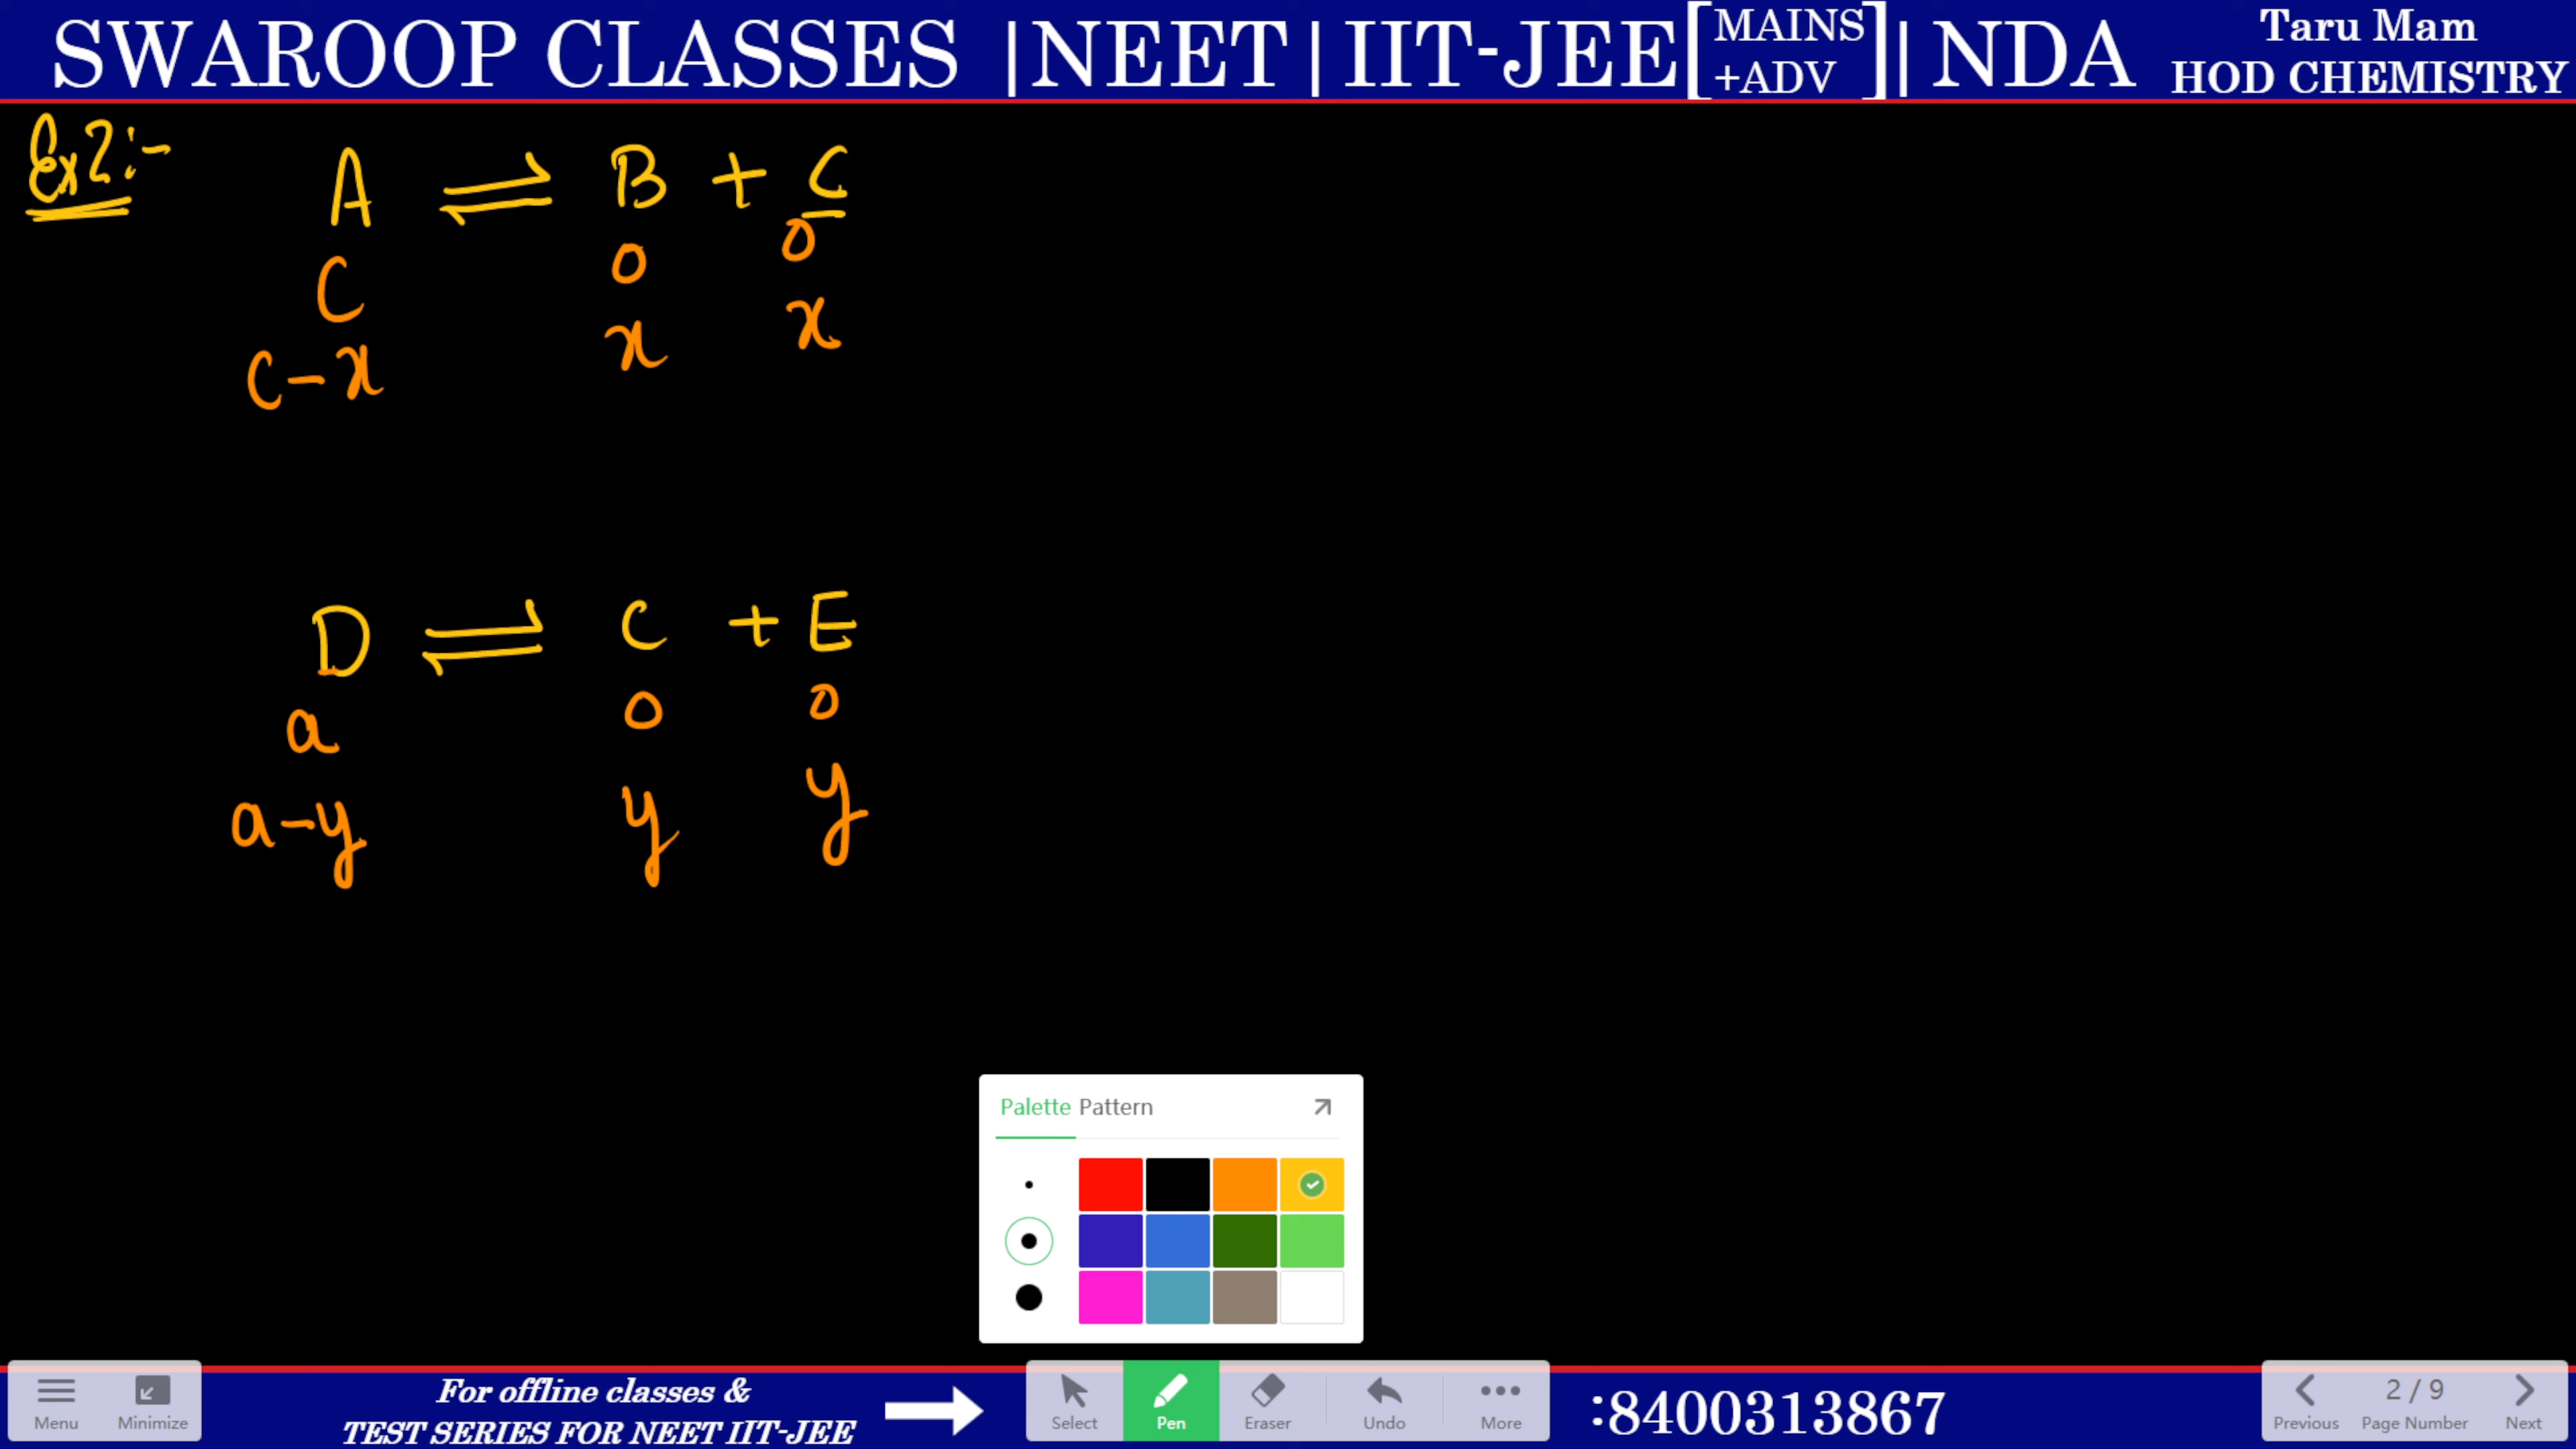 SWAROOP CLASSES |NEET| IIT-JEE[MAINS +ADV]| NDA
Taru Mam
HOD CHEMISTRY
Ex2:-
A ⇌ B + C
C 0 0
C-x x x
D ⇌ C + E
a 0 0
a-y y y
Palette Pattern
Menu
Minimize
For offline classes &
TEST SERIES FOR NEET IIT-JEE
Select
Pen
Eraser
Undo
More
:8400313867
Previous
2 / 9
Page Number
Next